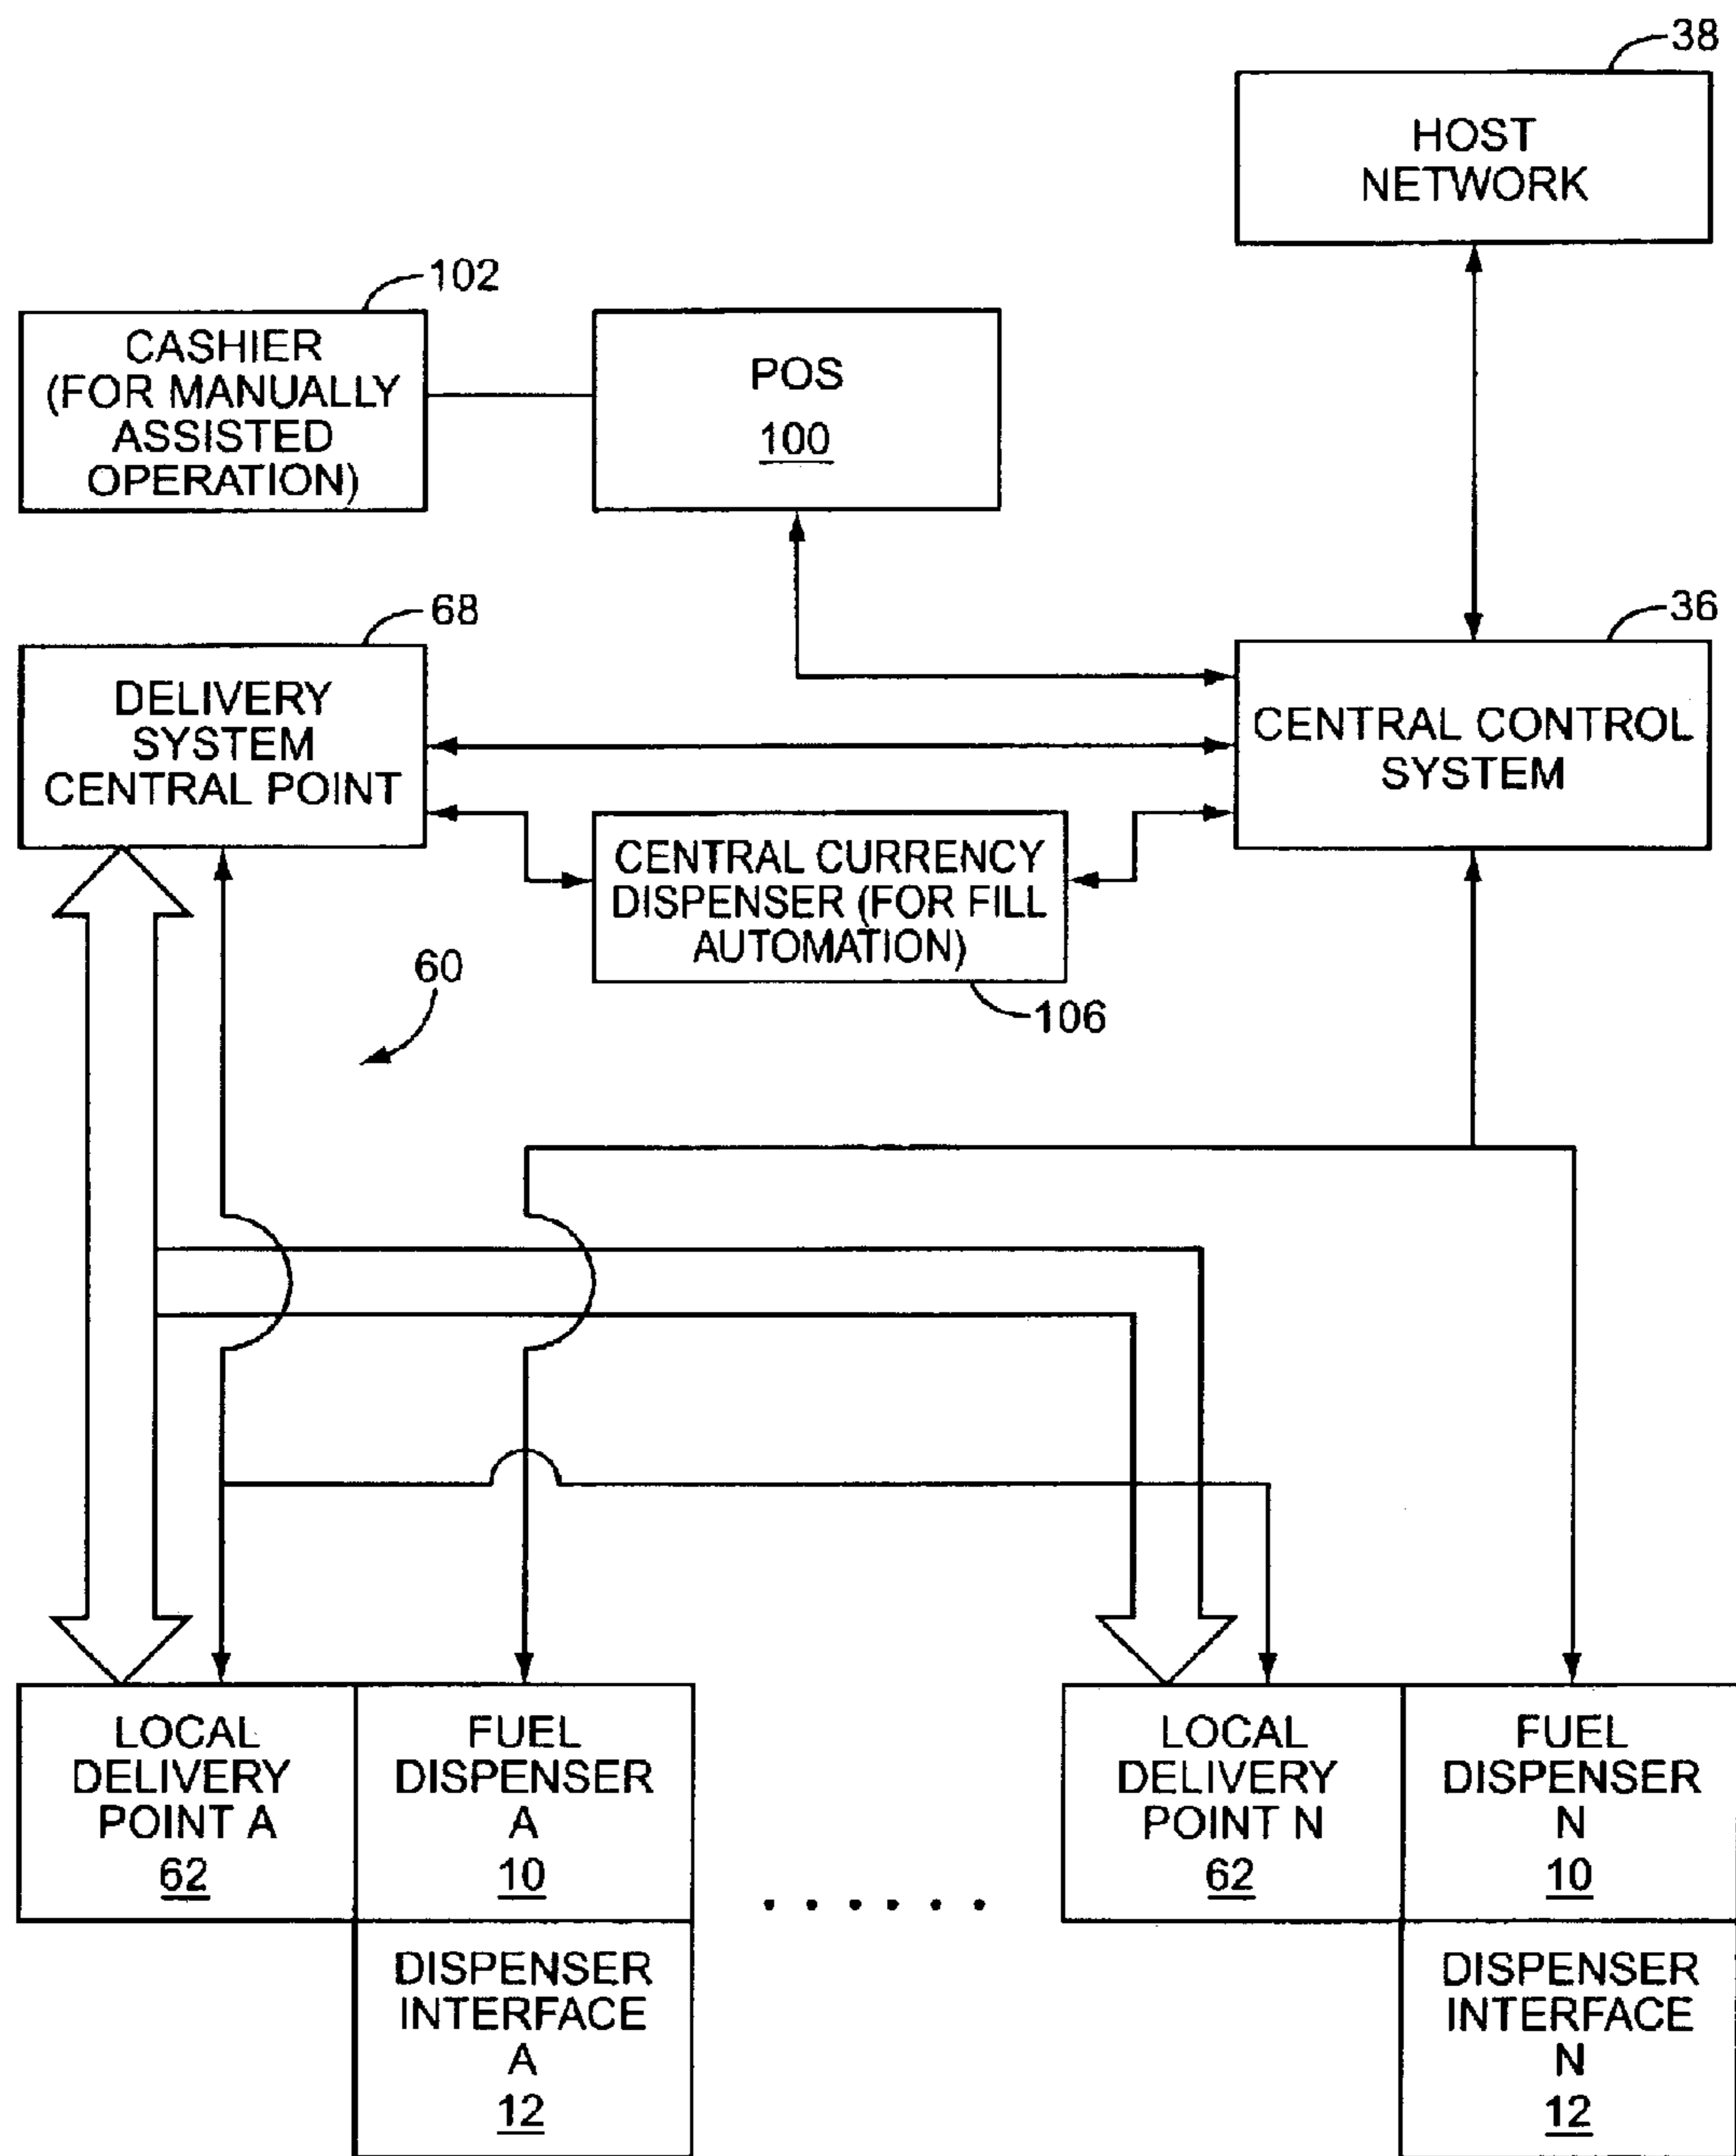 38
HOST
NETWORK
102
CASHIER
(FOR MANUALLY
ASSISTED
OPERATION)
POS
100
68
DELIVERY
SYSTEM
CENTRAL POINT
36
CENTRAL CONTROL
SYSTEM
CENTRAL CURRENCY
DISPENSER (FOR FILL
AUTOMATION)
106
60
LOCAL
DELIVERY
POINT A
62
FUEL
DISPENSER
A
10
DISPENSER
INTERFACE
A
12
......
LOCAL
DELIVERY
POINT N
62
FUEL
DISPENSER
N
10
DISPENSER
INTERFACE
N
12